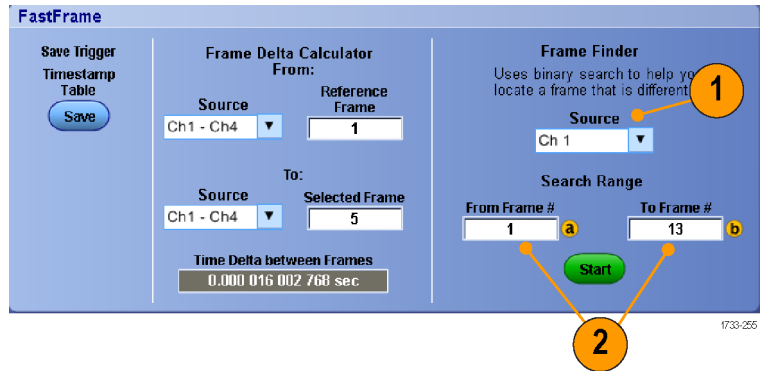 FastFrame
Save Trigger
Timestamp
Table
Save
Frame Delta Calculator
From:
Source
Reference
Frame
Ch1 - Ch4
1
To:
Source
Selected Frame
Ch1 - Ch4
5
Time Delta between Frames
0.000 016 002 768 sec
Frame Finder
Uses binary search to help
locate a frame that is different
1
Source
Ch 1
Search Range
From Frame #
To Frame #
1
a
13
b
Start
2
1733-255